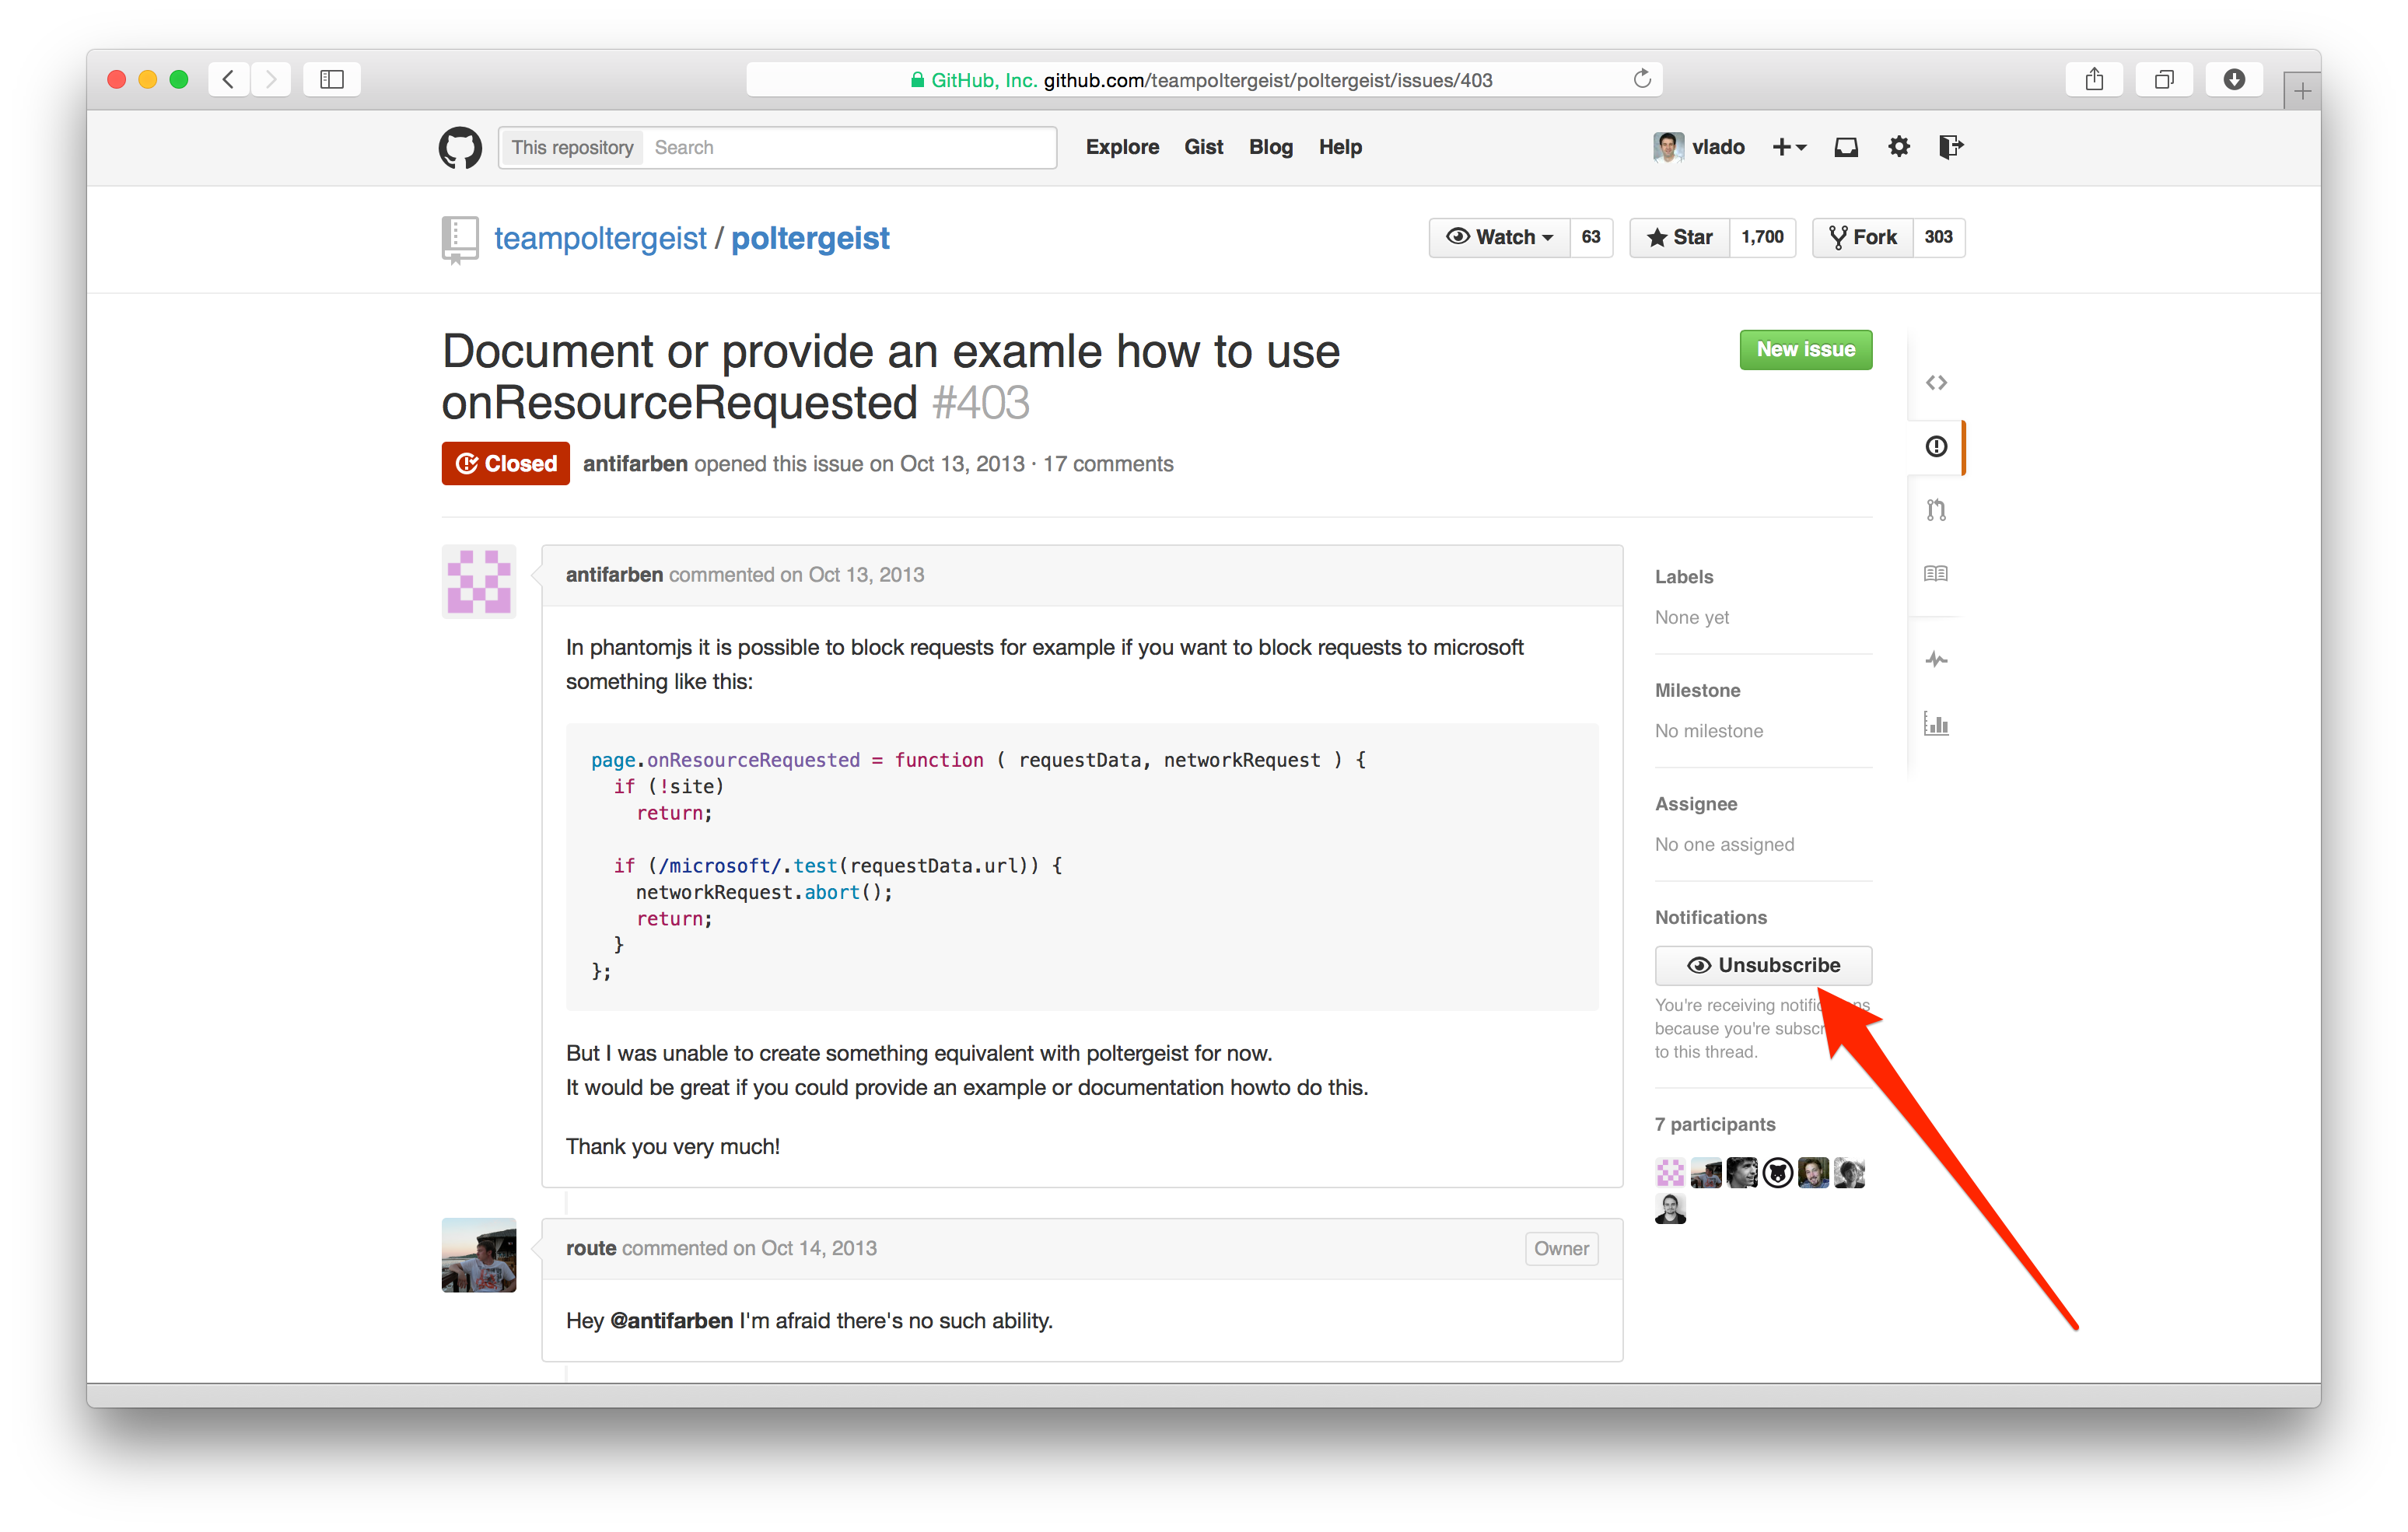 GitHub, Inc. github.com/teampoltergeist/poltergeist/issues/403
This repository Search
Explore Gist Blog Help
vlado
teampoltergeist / poltergeist
Watch 63
Star 1,700
Fork 303
Document or provide an examle how to use
onResourceRequested #403
New issue
Closed antifarben opened this issue on Oct 13, 2013 · 17 comments
antifarben commented on Oct 13, 2013
In phantomjs it is possible to block requests for example if you want to block requests to microsoft
something like this:
page.onResourceRequested = function ( requestData, networkRequest ) {
if (!site)
return;
if (/microsoft/.test(requestData.url)) {
networkRequest.abort();
return;
}
};
But I was unable to create something equivalent with poltergeist for now.
It would be great if you could provide an example or documentation howto do this.
Thank you very much!
route commented on Oct 14, 2013
Owner
Hey @antifarben I'm afraid there's no such ability.
Labels
None yet
Milestone
No milestone
Assignee
No one assigned
Notifications
Unsubscribe
You're receiving
because you're
to this thread.
7 participants